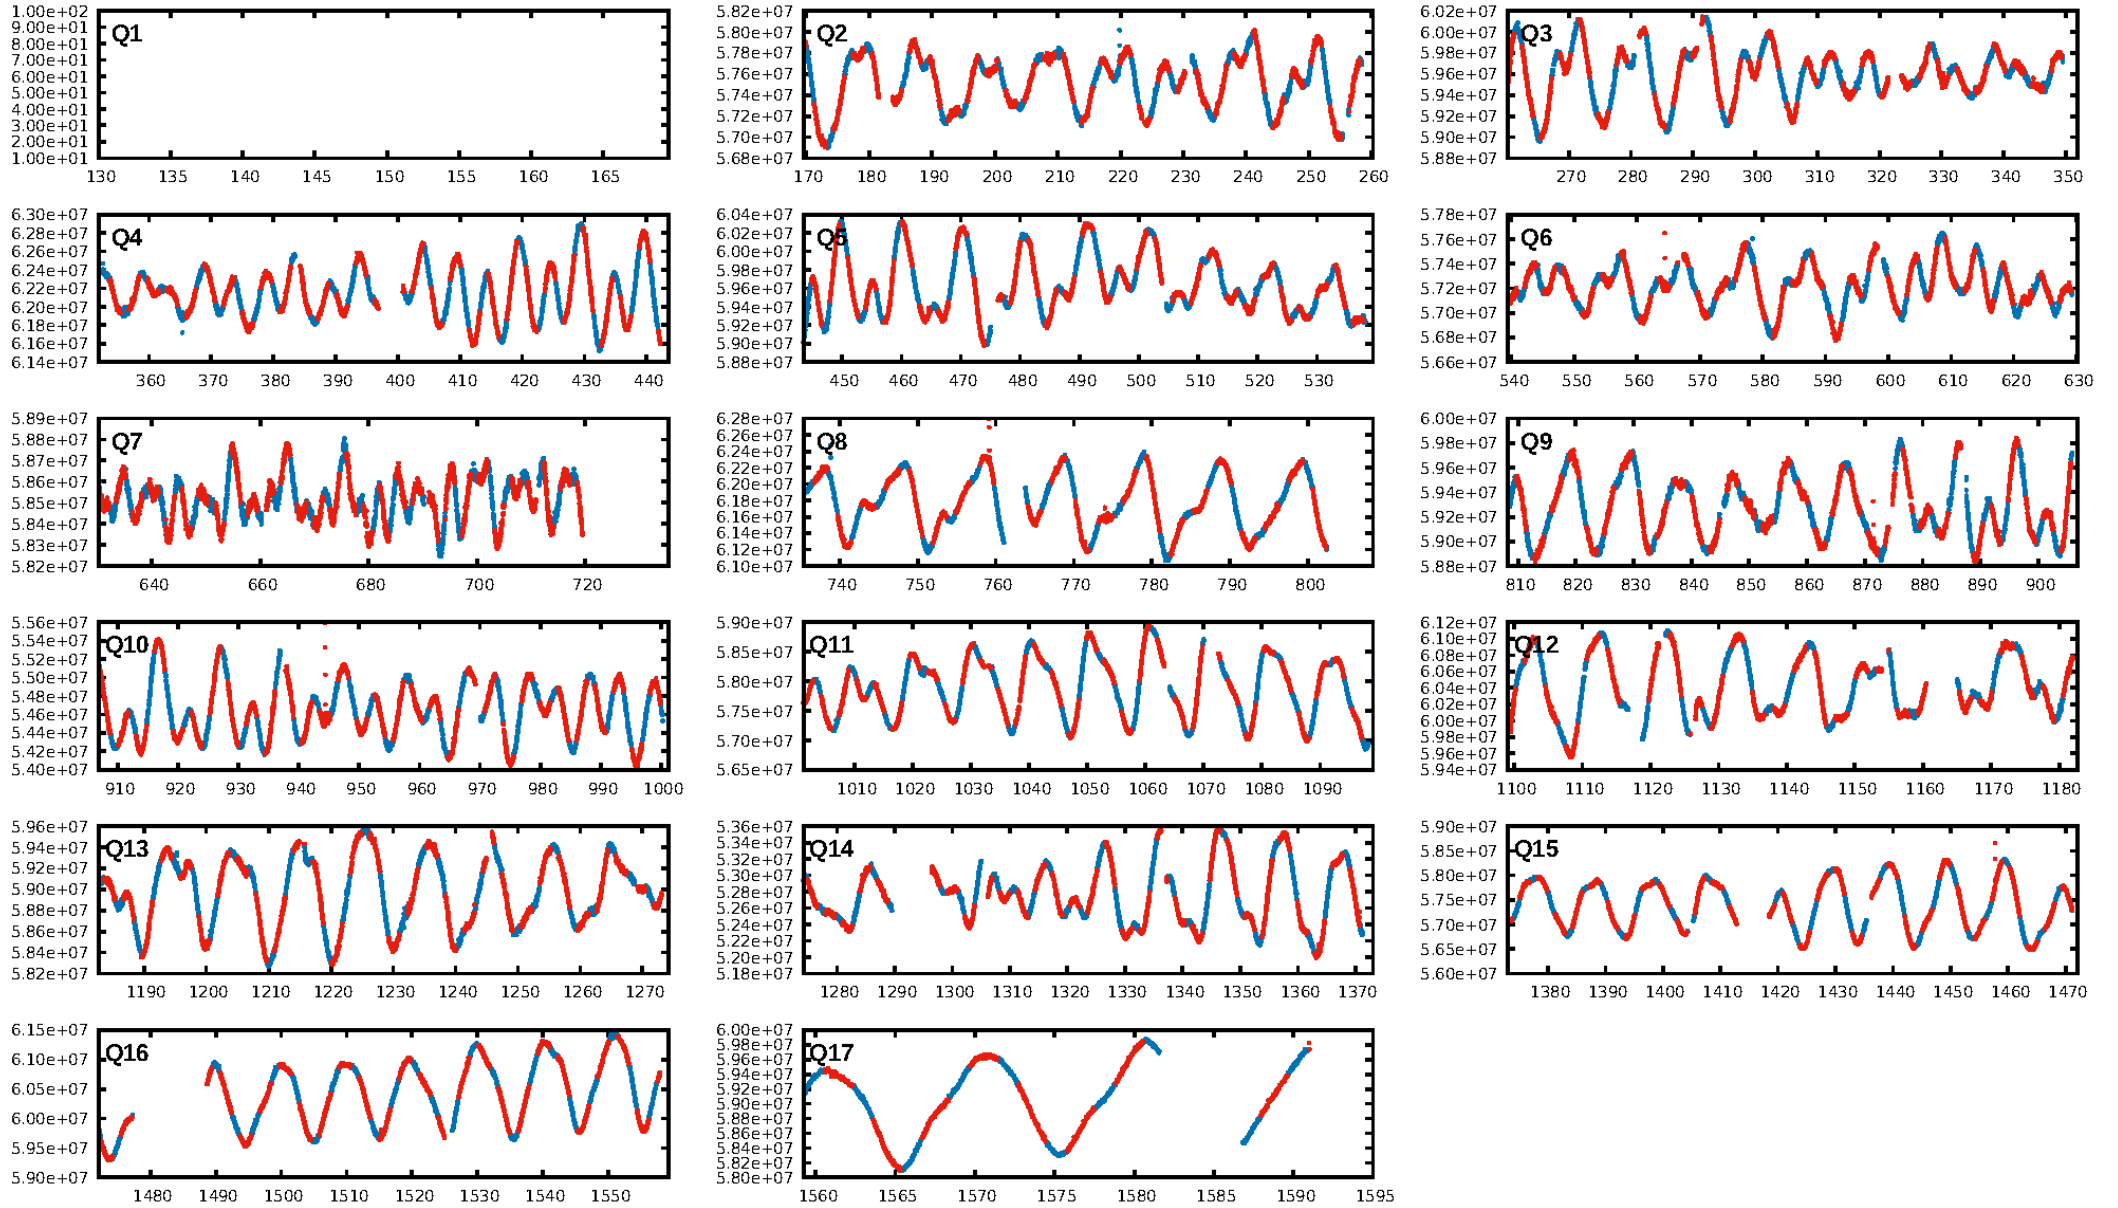 1.00e+02
9.00e+01
8.00e+01
7.00e+01
6.00e+01
5.00e+01
4.00e+01
3.00e+01
2.00e+01
1.00e+01
Q1
130 135 140 145 150 155 160 165
5.82e+07
5.80e+07
5.78e+07
5.76e+07
5.74e+07
5.72e+07
5.70e+07
5.68e+07
Q2
170 180 190 200 210 220 230 240 250 260
6.02e+07
6.00e+07
5.98e+07
5.96e+07
5.94e+07
5.92e+07
5.90e+07
5.88e+07
Q3
270 280 290 300 310 320 330 340 350
6.30e+07
6.28e+07
6.26e+07
6.24e+07
6.22e+07
6.20e+07
6.18e+07
6.16e+07
6.14e+07
Q4
360 370 380 390 400 410 420 430 440
6.04e+07
6.02e+07
6.00e+07
5.98e+07
5.96e+07
5.94e+07
5.92e+07
5.90e+07
5.88e+07
Q5
450 460 470 480 490 500 510 520 530
5.78e+07
5.76e+07
5.74e+07
5.72e+07
5.70e+07
5.68e+07
5.66e+07
Q6
540 550 560 570 580 590 600 610 620 630
5.89e+07
5.88e+07
5.87e+07
5.86e+07
5.85e+07
5.84e+07
5.83e+07
5.82e+07
Q7
640 660 680 700 720
6.28e+07
6.26e+07
6.24e+07
6.22e+07
6.20e+07
6.18e+07
6.16e+07
6.14e+07
6.12e+07
6.10e+07
Q8
740 750 760 770 780 790 800
6.00e+07
5.98e+07
5.96e+07
5.94e+07
5.92e+07
5.90e+07
5.88e+07
Q9
810 820 830 840 850 860 870 880 890 900
5.56e+07
5.54e+07
5.52e+07
5.50e+07
5.48e+07
5.46e+07
5.44e+07
5.42e+07
5.40e+07
Q10
910 920 930 940 950 960 970 980 990 1000
5.90e+07
5.85e+07
5.80e+07
5.75e+07
5.70e+07
5.65e+07
Q11
1010 1020 1030 1040 1050 1060 1070 1080 1090
6.12e+07
6.10e+07
6.08e+07
6.06e+07
6.04e+07
6.02e+07
6.00e+07
5.98e+07
5.96e+07
5.94e+07
Q12
1100 1110 1120 1130 1140 1150 1160 1170 1180
5.96e+07
5.94e+07
5.92e+07
5.90e+07
5.88e+07
5.86e+07
5.84e+07
5.82e+07
Q13
1190 1200 1210 1220 1230 1240 1250 1260 1270
5.36e+07
5.34e+07
5.32e+07
5.30e+07
5.28e+07
5.26e+07
5.24e+07
5.22e+07
5.20e+07
5.18e+07
Q14
1280 1290 1300 1310 1320 1330 1340 1350 1360 1370
5.90e+07
5.85e+07
5.80e+07
5.75e+07
5.70e+07
5.65e+07
5.60e+07
Q15
1380 1390 1400 1410 1420 1430 1440 1450 1460 1470
6.15e+07
6.10e+07
6.05e+07
6.00e+07
5.95e+07
5.90e+07
Q16
1480 1490 1500 1510 1520 1530 1540 1550
6.00e+07
5.98e+07
5.96e+07
5.94e+07
5.92e+07
5.90e+07
5.88e+07
5.86e+07
5.84e+07
5.82e+07
5.80e+07
Q17
1560 1565 1570 1575 1580 1585 1590 1595